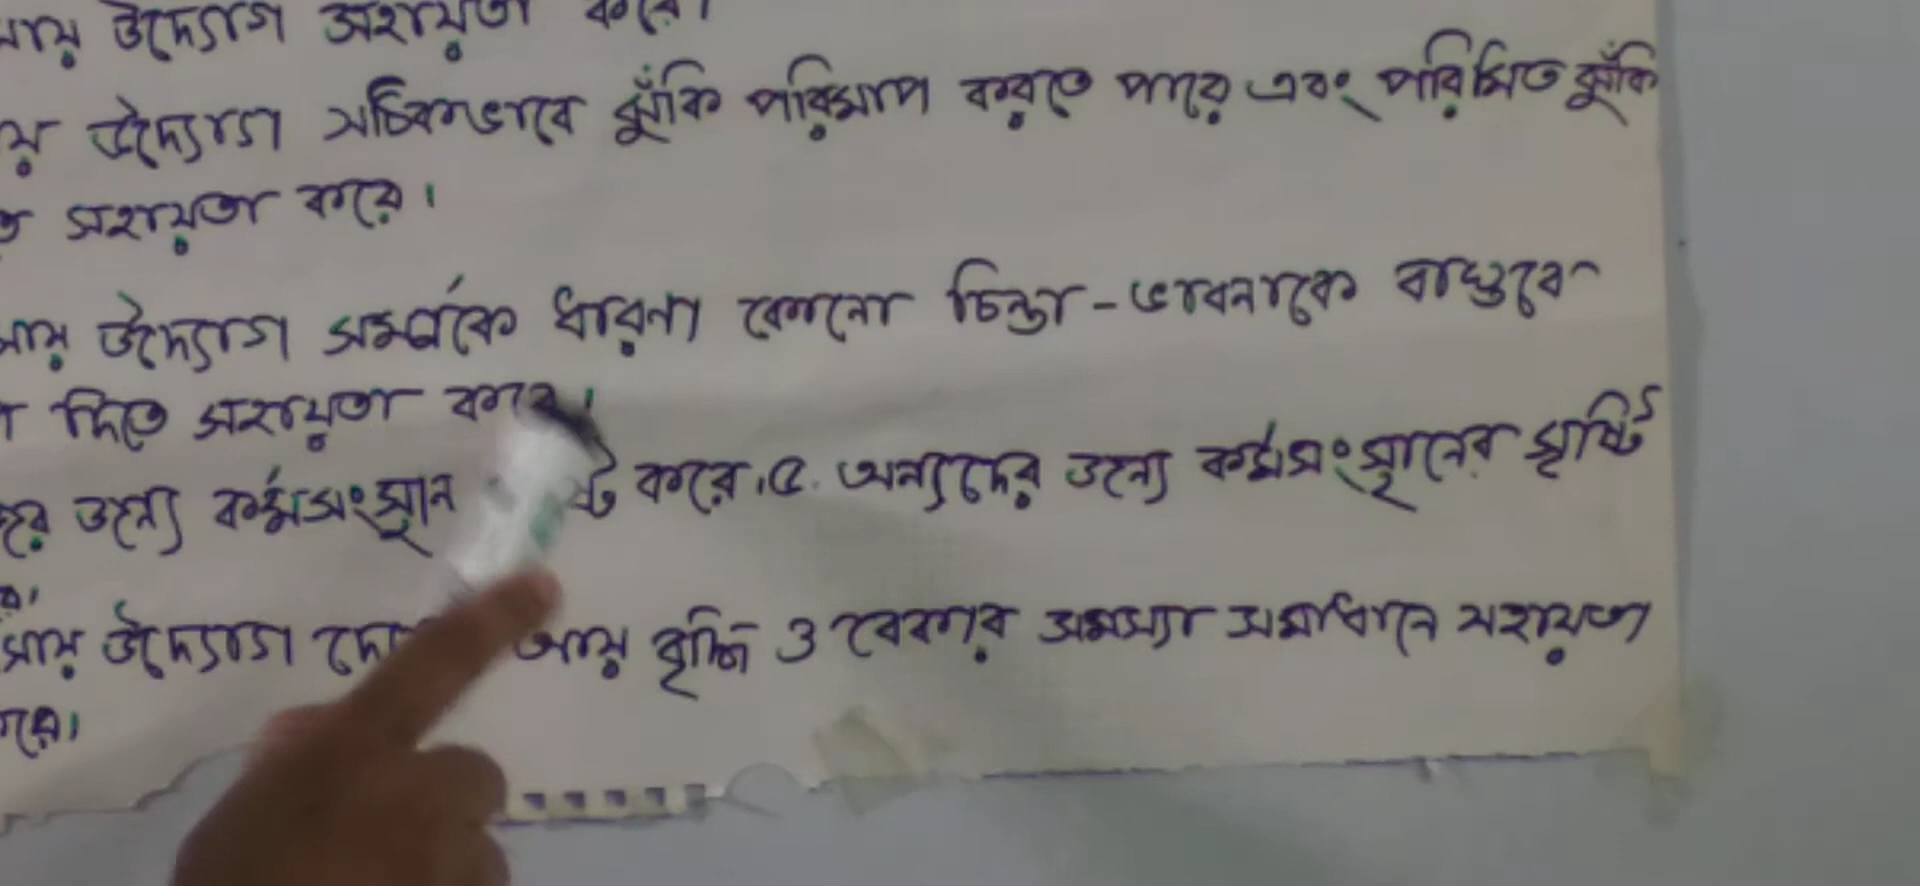 সায় উদ্যোগ সহায়তা করে।
য় উদ্যোগ সঠিকভাবে ঝুঁকি পরিমাপ করতে পারে এবং পরিমিত ঝুঁকি
সহায়তা করে।
সায় উদ্যোগ সম্পর্কে ধারণা কোনো চিন্তা-ভাবনাকে বাস্তবে
দিতে সহায়তা করে।
জন্যে কর্মসংস্থান করে।৫. অন্যদের জন্যে কর্মসংস্থানের সৃষ্টি
সায় উদ্যোগ আয় বৃদ্ধি ও বেকার সমস্যা সমাধানে সহায়তা
রে।